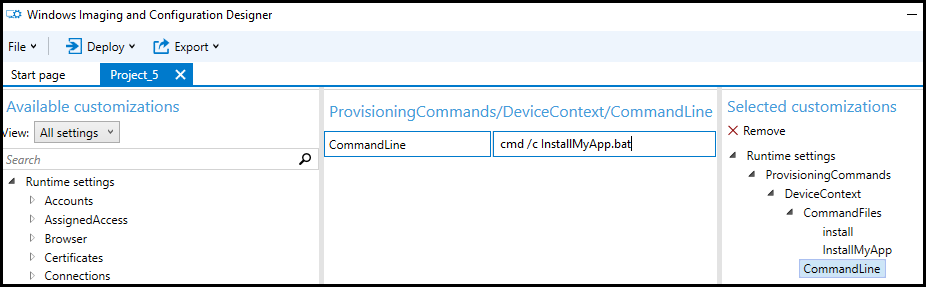 Windows Imaging and Configuration Designer
File Deploy Export
Start page Project_5
Available customizations
View: All settings
Search
Runtime settings
Accounts
AssignedAccess
Browser
Certificates
Connections
ProvisioningCommands/DeviceContext/CommandLine
CommandLine cmd /c InstallMyApp.bat
Selected customizations
Remove
Runtime settings
ProvisioningCommands
DeviceContext
CommandFiles
install
InstallMyApp
CommandLine